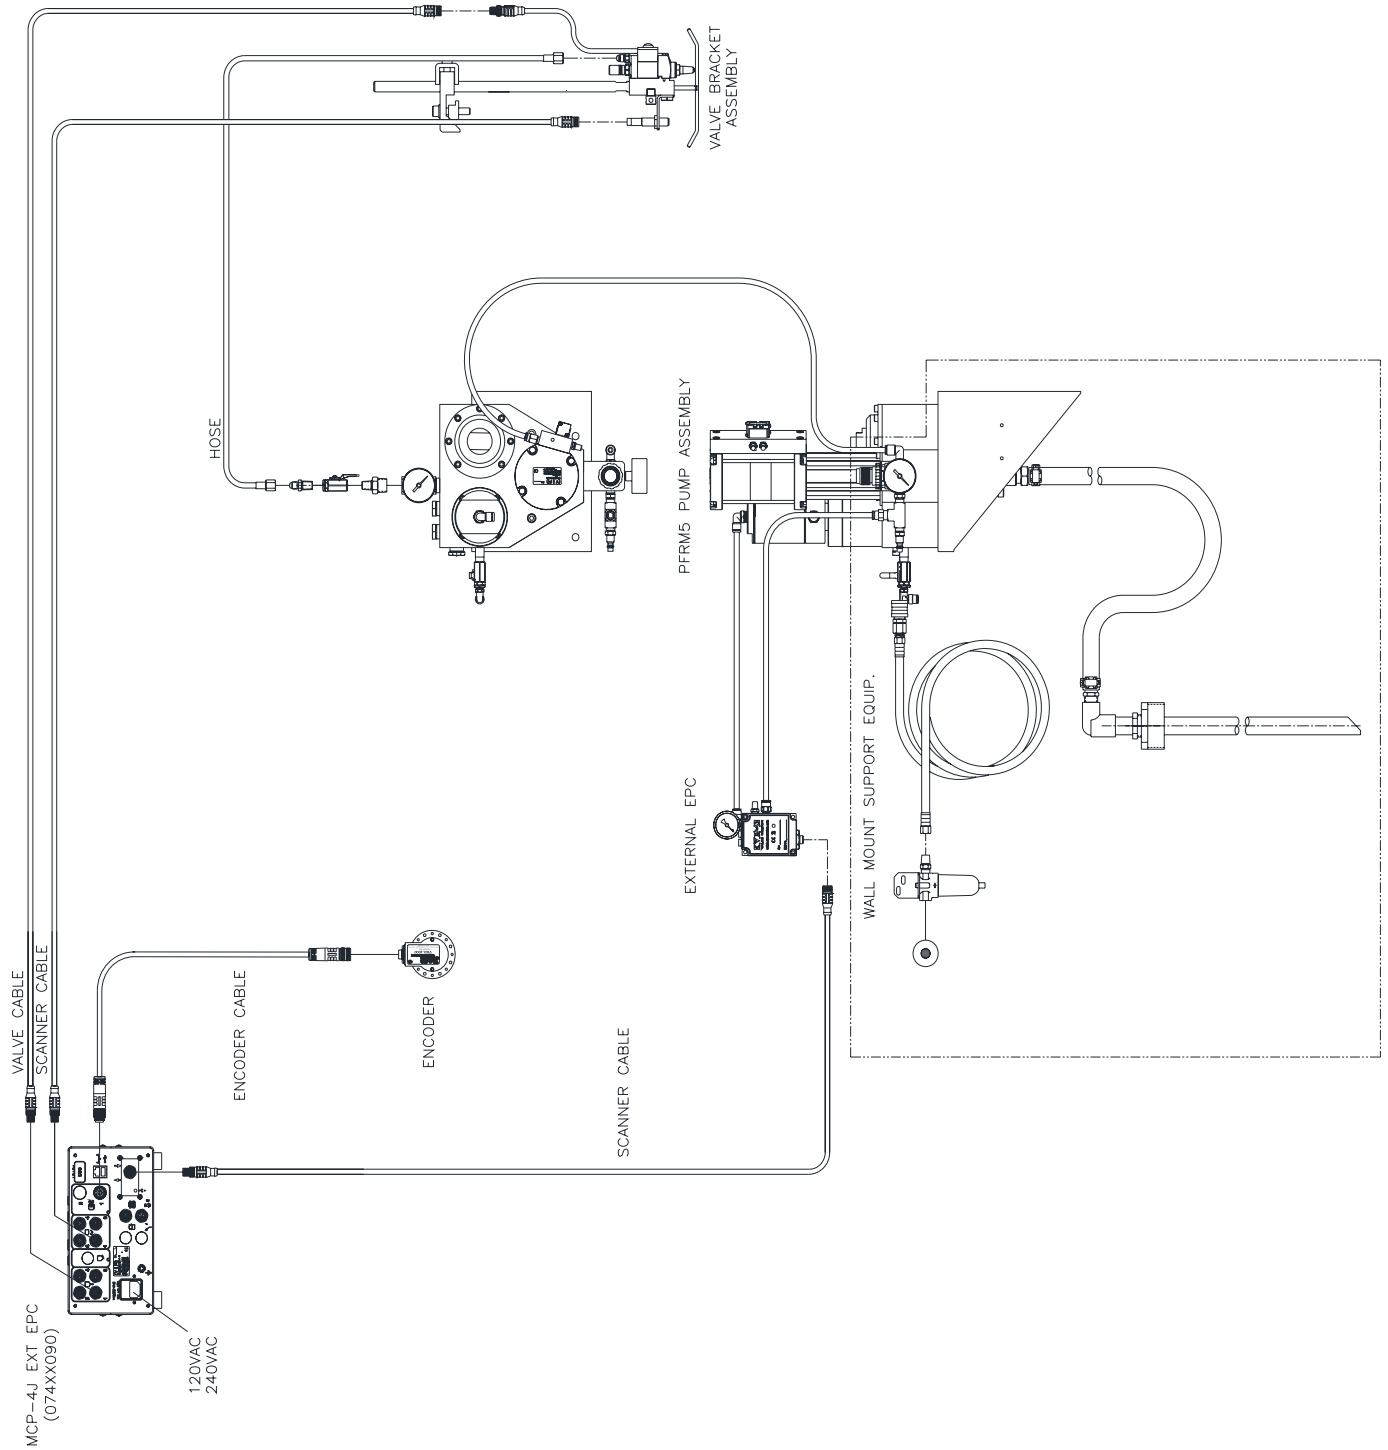 VALVE BRACKET
ASSEMBLY
HOSE
PFRM5 PUMP ASSEMBLY
WALL MOUNT SUPPORT EQUIP.
EXTERNAL EPC
VALVE CABLE
SCANNER CABLE
ENCODER CABLE
ENCODER
SCANNER CABLE
MCP-4J EXT EPC
(074XX090)
120VAC
240VAC